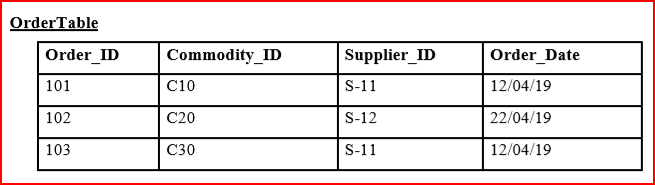 OrderTable
Order_ID Commodity_ID Supplier_ID Order_Date
101 C10 S-11 12/04/19
102 C20 S-12 22/04/19
103 C30 S-11 12/04/19